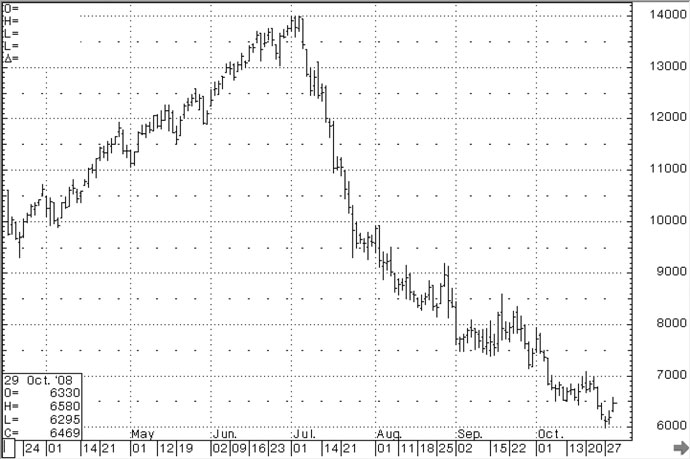 O=
H=
L=
L=
Δ=
14000
13000
12000
11000
10000
9000
8000
7000
6000
29 Oct. '08
O= 6330
H= 6580
L= 6295
C= 6469
May Jun. Jul. Aug. Sep. Oct.
24 01 14 21 01 12 19 02 09 16 23 01 14 21 01 11 18 25 02 15 22 01 13 20 27